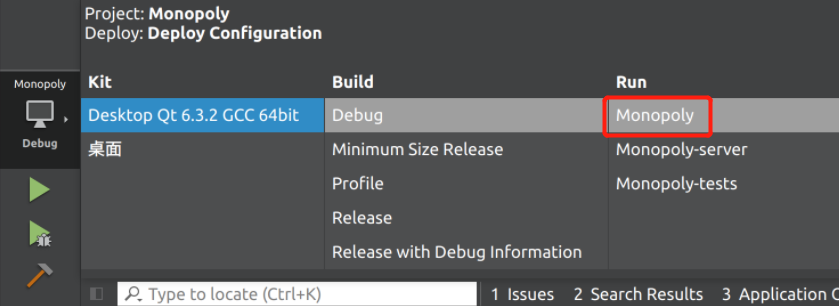 Project: Monopoly
Deploy: Deploy Configuration
Monopoly
Debug
Kit
Build
Run
Desktop Qt 6.3.2 GCC 64bit
Debug
Monopoly
桌面
Minimum Size Release
Monopoly-server
Profile
Monopoly-tests
Release
Release with Debug Information
Type to locate (Ctrl+K)
1 Issues
2 Search Results
3 Application